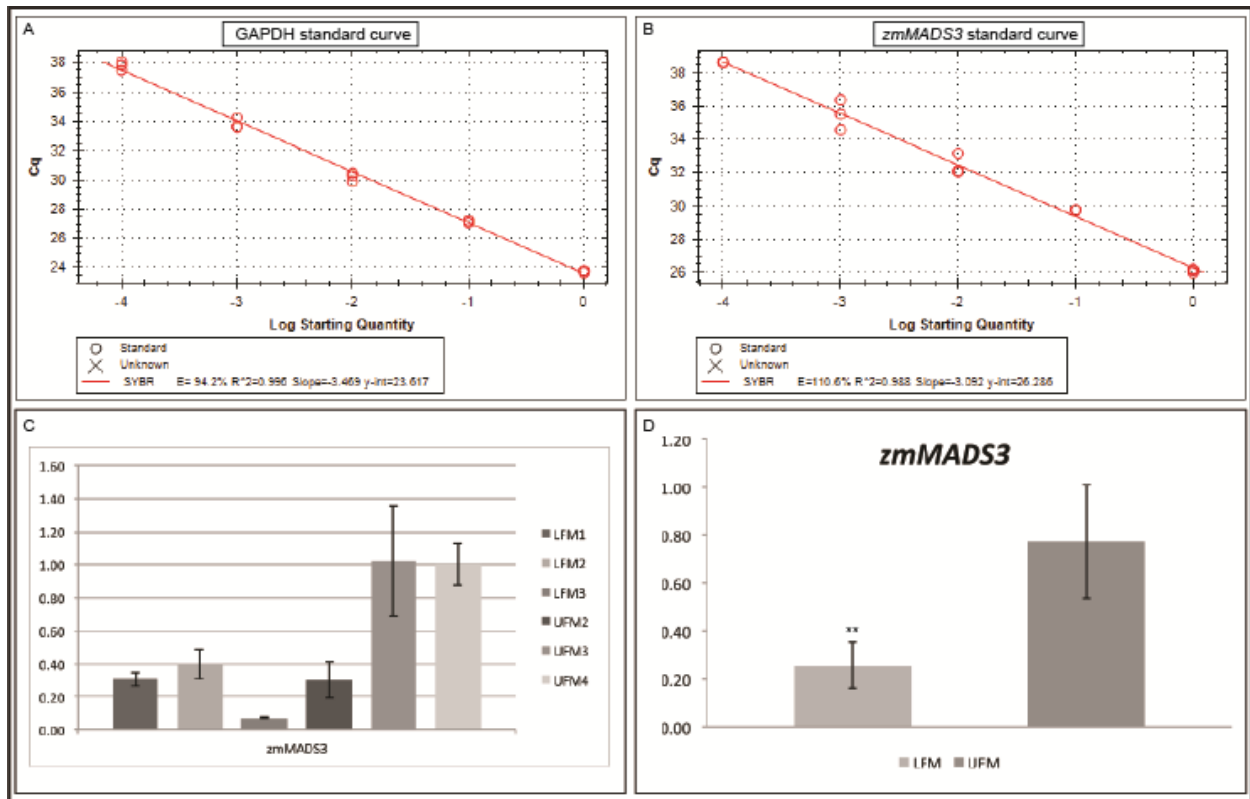 A
GAPDH standard curve
38
36
34
32
30
28
26
24
Cq
-4
-3
-2
-1
0
Log Starting Quantity
Standard
Unknown
SYBR E= 94.2% R^2=0.996 Slope=-3.469 y-int=23.617
B
zmMADS3 standard curve
38
36
34
32
30
28
26
Cq
-4
-3
-2
-1
0
Log Starting Quantity
Standard
Unknown
SYBR E=110.6% R^2=0.988 Slope=-3.092 y-int=26.286
C
1.60
1.40
1.20
1.00
0.80
0.60
0.40
0.20
0.00
zmMADS3
LFM1
LFM2
LFM3
UFM2
UFM3
UFM4
D
zmMADS3
1.20
1.00
0.80
0.60
0.40
0.20
0.00
**
LFM UFM